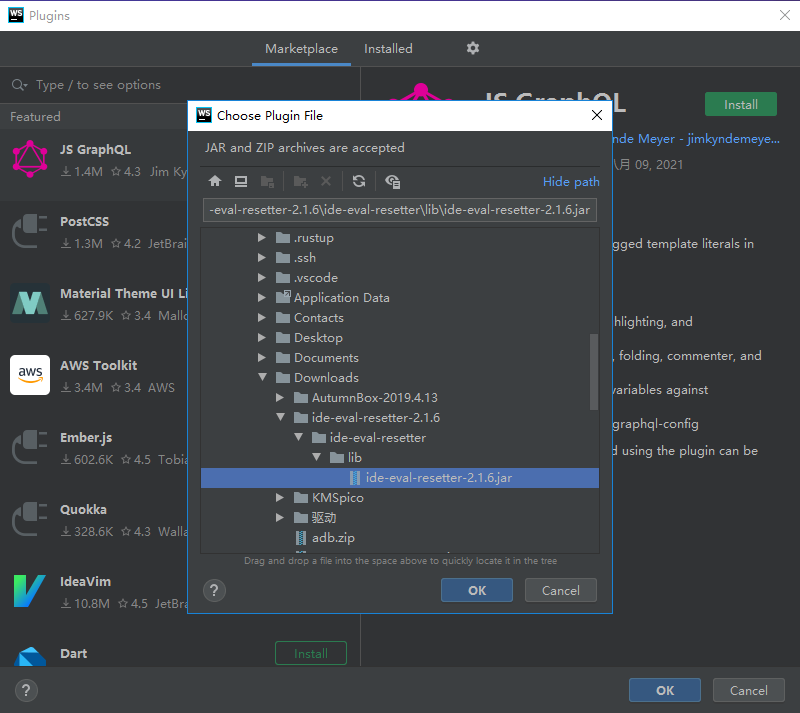 WS Plugins
Marketplace Installed
Type / to see options
Featured
JS GraphQL
1.4M 4.3 Jim Ky
PostCSS
1.3M 4.2 JetBrai
Material Theme UI Li
627.9K 3.4 Mallo
aws
AWS Toolkit
3.4M 3.4 AWS
Ember.js
602.6K 4.5 Tobia
Quokka
328.6K 4.3 Walla
IdeaVim
10.8M 4.5 JetBra
Dart
Install
JS GraphQL
Install
nde Meyer - jimkyndemeye...
月 09, 2021
gged template literals in
hlighting, and
, folding, commenter, and
variables against
graphql-config
d using the plugin can be
WS Choose Plugin File
JAR and ZIP archives are accepted
Hide path
-eval-resetter-2.1.6\ide-eval-resetter\lib\ide-eval-resetter-2.1.6.jar
.rustup
.ssh
.vscode
Application Data
Contacts
Desktop
Documents
Downloads
AutumnBox-2019.4.13
ide-eval-resetter-2.1.6
ide-eval-resetter
lib
ide-eval-resetter-2.1.6.jar
KMSpico
驱动
adb.zip
Drag and drop a file into the space above to quickly locate it in the tree
? OK Cancel
? OK Cancel